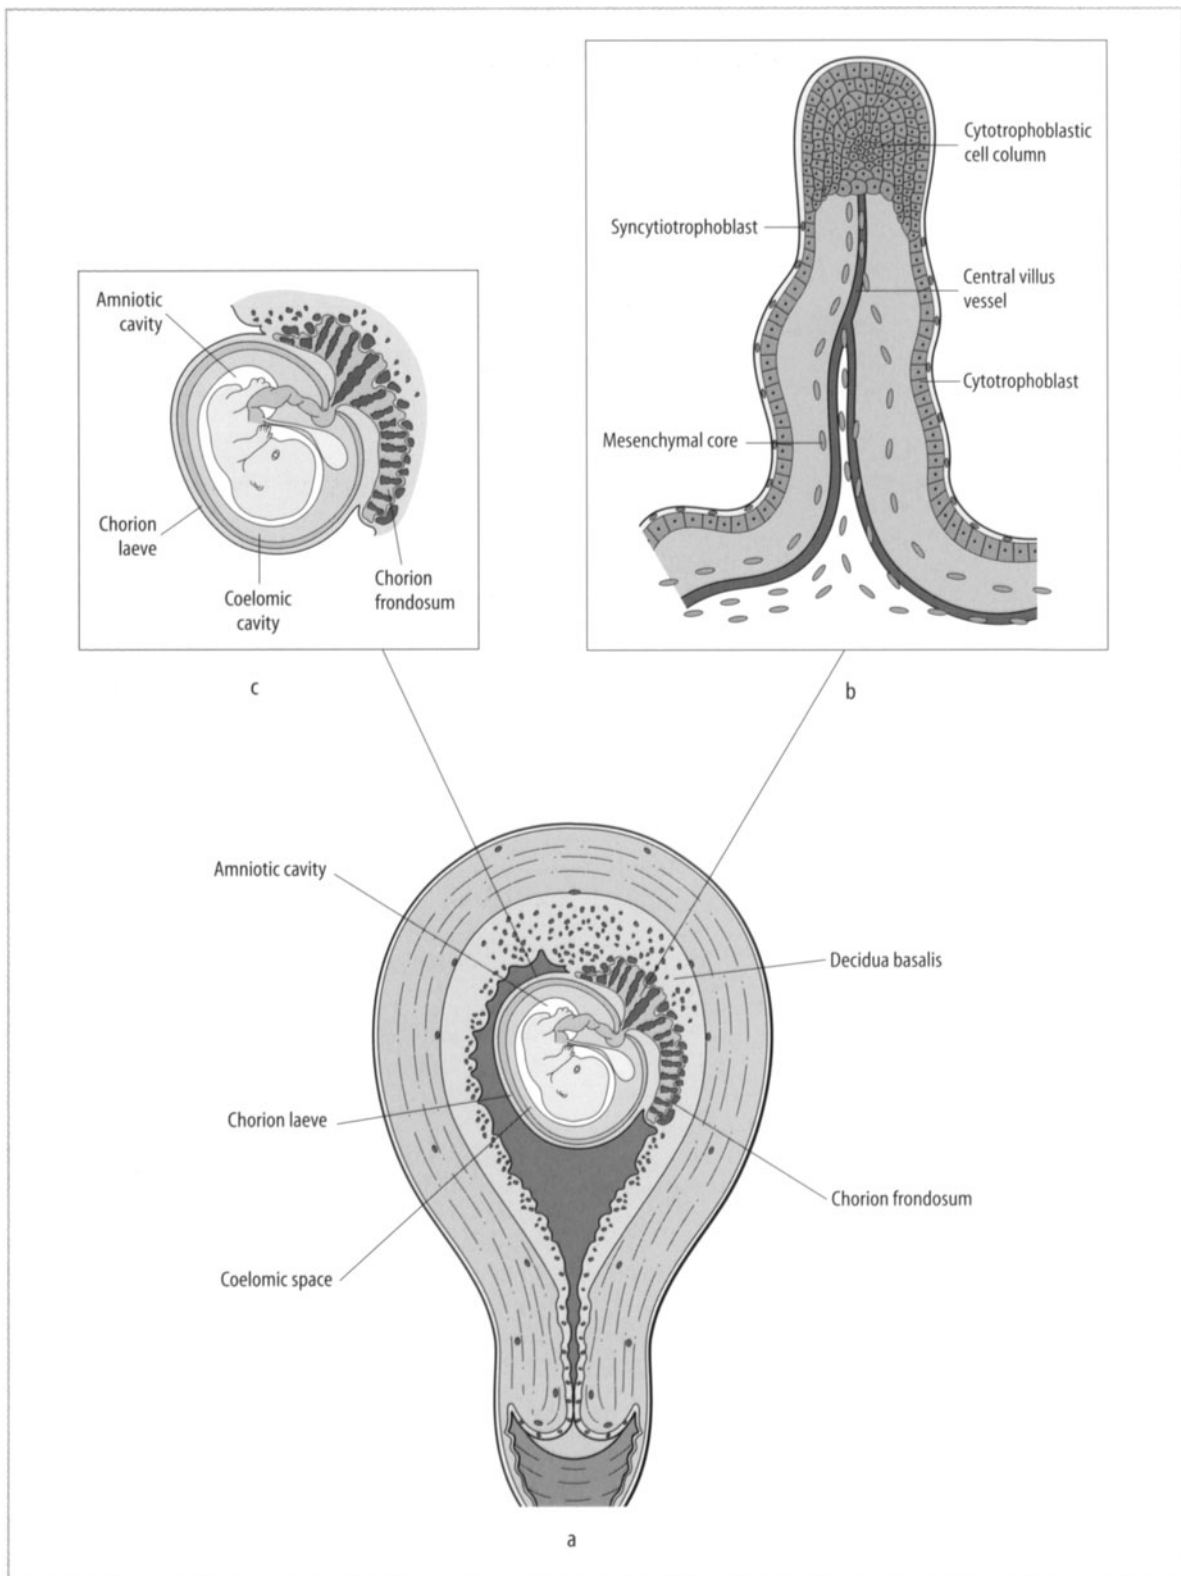 Cytotrophoblastic
cell column
Syncytiotrophoblast
Central villus
vessel
Cytotrophoblast
Mesenchymal core
b
Amniotic
cavity
Chorion
laeve
Coelomic
cavity
Chorion
frondosum
c
Amniotic cavity
Decidua basalis
Chorion laeve
Chorion frondosum
Coelomic space
a